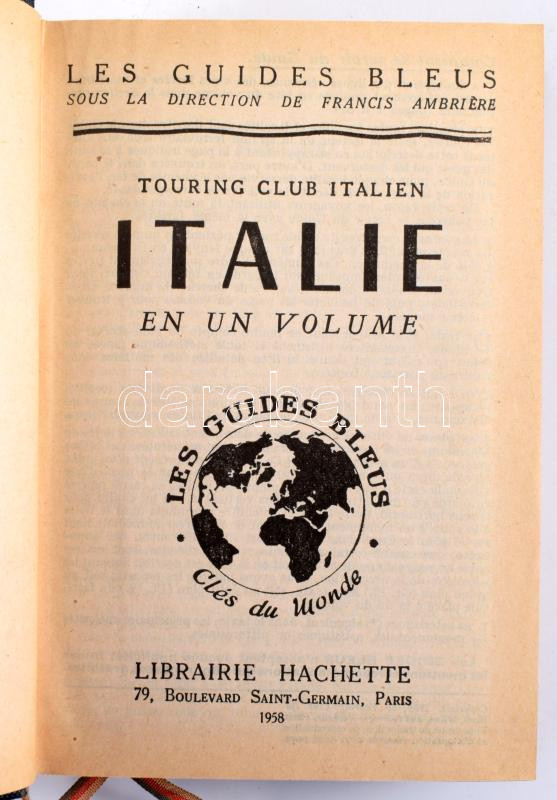 LES GUIDES BLEUS
SOUS LA DIRECTION DE FRANCIS AMBRIÈRE
TOURING CLUB ITALIEN
ITALIE
EN UN VOLUME
darabanth
LES GUIDES BLEUS
Clés du Monde
LIBRAIRIE HACHETTE
79, BOULEVARD SAINT-GERMAIN, PARIS
1958